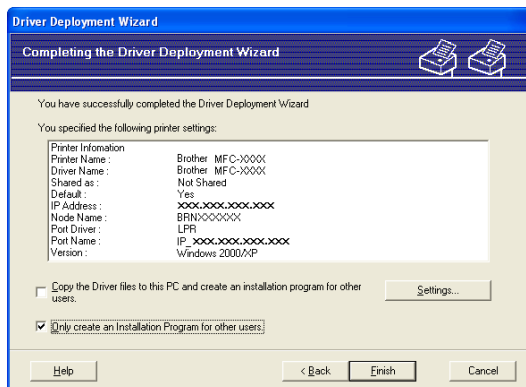 Driver Deployment Wizard
Completing the Driver Deployment Wizard
You have successfully completed the Driver Deployment Wizard
You specified the following printer settings:
Printer Infomation
Printer Name : Brother MFC-XXXX
Driver Name : Brother MFC-XXXX
Shared as : Not Shared
Default : Yes
IP Address : XXX.XXX.XXX.XXX
Node Name : BRNXXXXXX
Port Driver : LPR
Port Name : IP_XXX.XXX.XXX.XXX
Version : Windows 2000/XP
Copy the Driver files to this PC and create an installation program for other
users.
Settings...
Only create an Installation Program for other users.
Help
< Back
Finish
Cancel